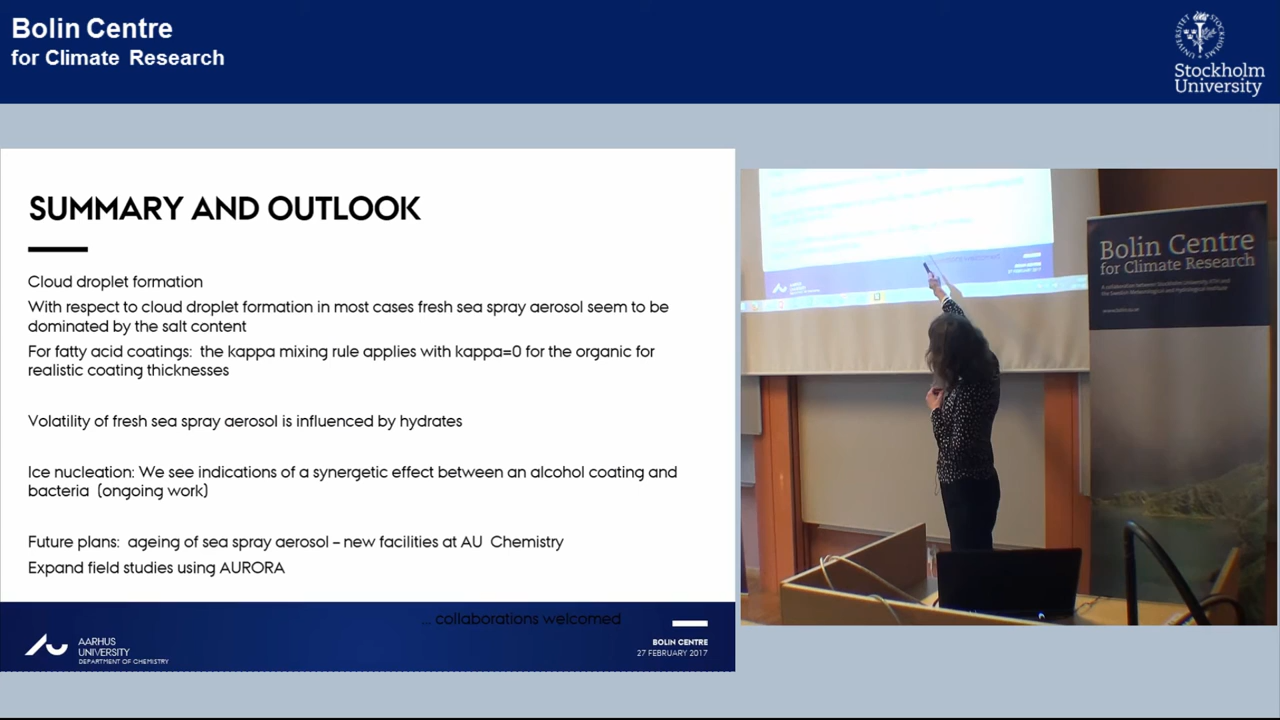 Bolin Centre
for Climate Research
Stockholm
University
SUMMARY AND OUTLOOK
Cloud droplet formation
With respect to cloud droplet formation in most cases fresh sea spray aerosol seem to be
dominated by the salt content
For fatty acid coatings: the kappa mixing rule applies with kappa=0 for the organic for
realistic coating thicknesses
Volatility of fresh sea spray aerosol is influenced by hydrates
Ice nucleation: We see indications of a synergetic effect between an alcohol coating and
bacteria (ongoing work)
Future plans: ageing of sea spray aerosol – new facilities at AU Chemistry
Expand field studies using AURORA
... collaborations welcomed
AARHUS
UNIVERSITY
DEPARTMENT OF CHEMISTRY
BOLIN CENTRE
27 FEBRUARY 2017
Bolin Centre
for Climate Research